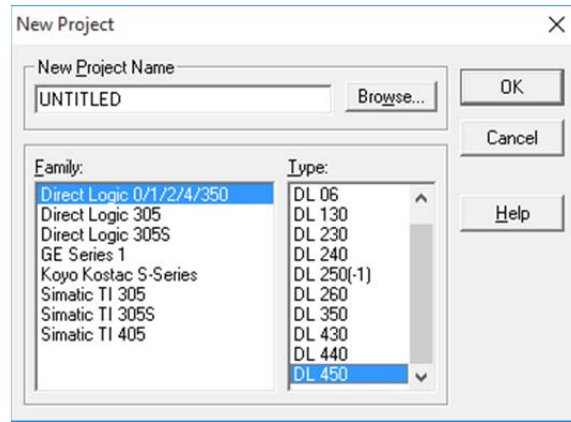 New Project
New Project Name
UNTITLED
Browse...
OK
Cancel
Help
Family:
Direct Logic 0/1/2/4/350
Direct Logic 305
Direct Logic 305S
GE Series 1
Koyo Kostac S-Series
Simatic TI 305
Simatic TI 305S
Simatic TI 405
Type:
DL 06
DL 130
DL 230
DL 240
DL 250(-1)
DL 260
DL 350
DL 430
DL 440
DL 450